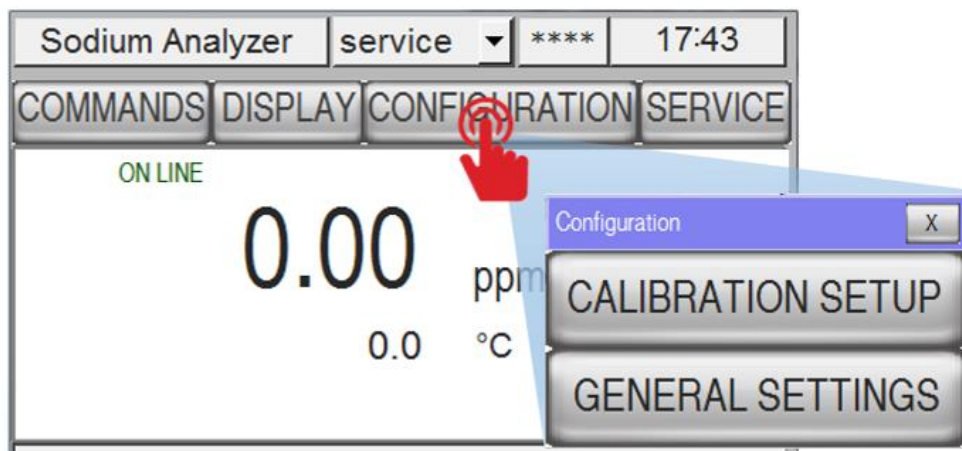 Sodium Analyzer service **** 17:43
COMMANDS DISPLAY CONFIGURATION SERVICE
ON LINE
0.00 ppm
0.0 °C
Configuration X
CALIBRATION SETUP
GENERAL SETTINGS